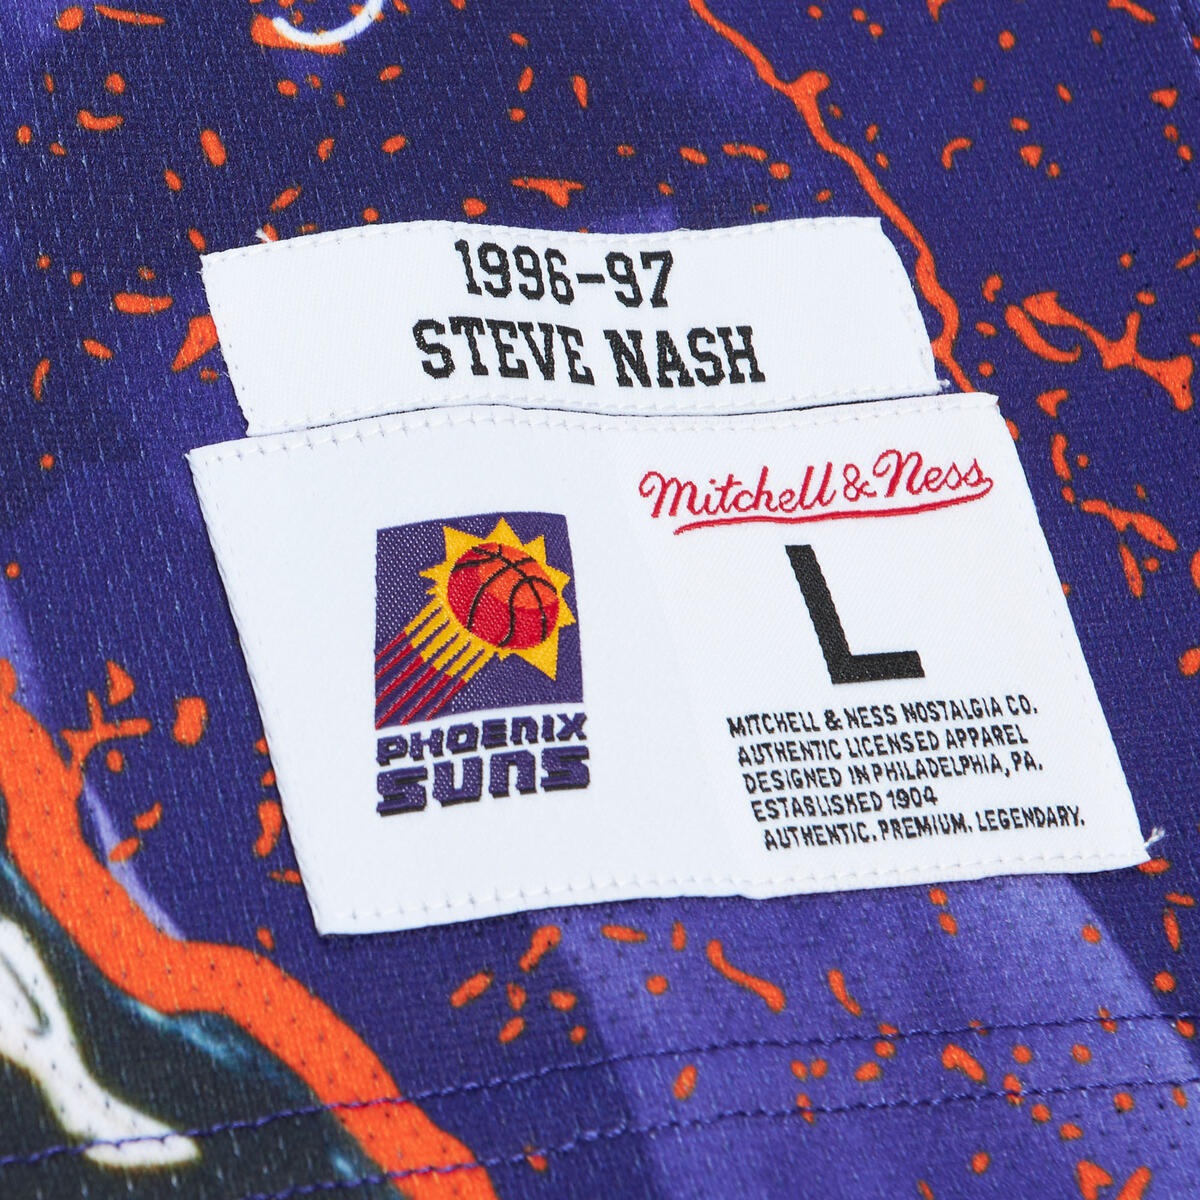 1996-97
STEVE NASH
Mitchell & Ness
L
PHOENIX
SUNS
MITCHELL & NESS NOSTALGIA CO.
AUTHENTIC LICENSED APPAREL
DESIGNED IN PHILADELPHIA, PA.
ESTABLISHED 1904
AUTHENTIC. PREMIUM. LEGENDARY.